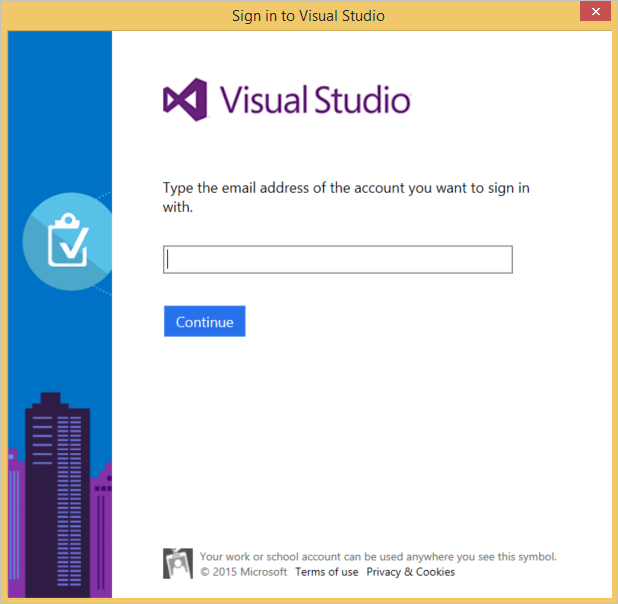 Sign in to Visual Studio
Visual Studio
Type the email address of the account you want to sign in
with.
Continue
Your work or school account can be used anywhere you see this symbol.
© 2015 Microsoft Terms of use Privacy & Cookies